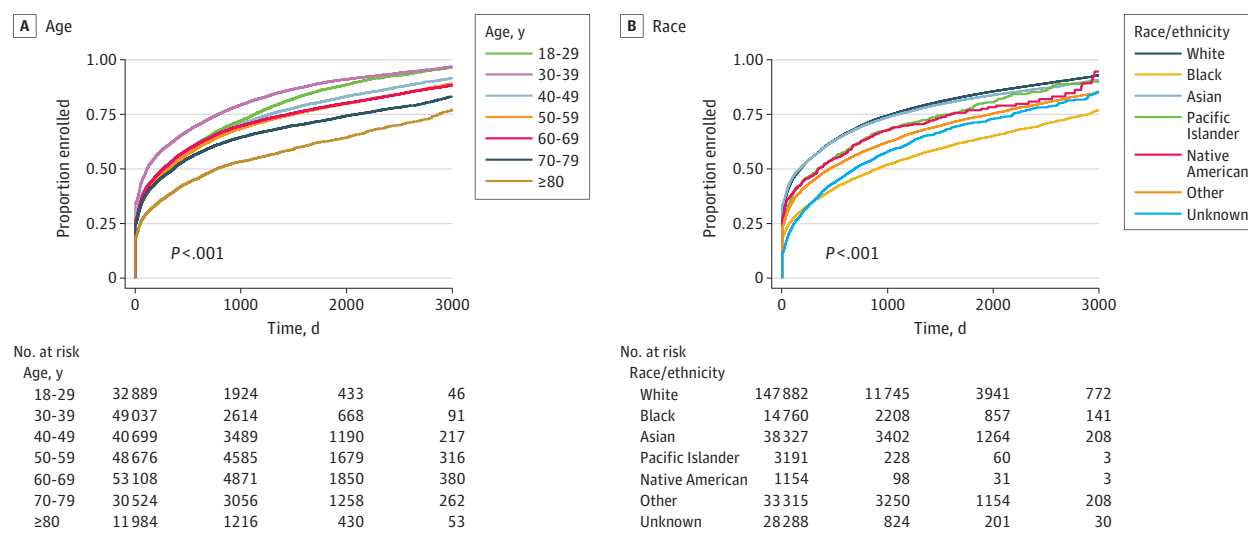 A Age
Proportion enrolled
1.00
0.75
0.50
0.25
0
P<.001
0 1000 2000 3000
Time, d
Age, y
18-29
30-39
40-49
50-59
60-69
70-79
≥80
No. at risk
Age, y
18-29 32889 1924 433 46
30-39 49037 2614 668 91
40-49 40699 3489 1190 217
50-59 48676 4585 1679 316
60-69 53108 4871 1850 380
70-79 30524 3056 1258 262
≥80 11984 1216 430 53
B Race
Proportion enrolled
1.00
0.75
0.50
0.25
0
P<.001
0 1000 2000 3000
Time, d
Race/ethnicity
White
Black
Asian
Pacific
Islander
Native
American
Other
Unknown
No. at risk
Race/ethnicity
White 147882 11745 3941 772
Black 14760 2208 857 141
Asian 38327 3402 1264 208
Pacific Islander 3191 228 60 3
Native American 1154 98 31 3
Other 33315 3250 1154 208
Unknown 28288 824 201 30